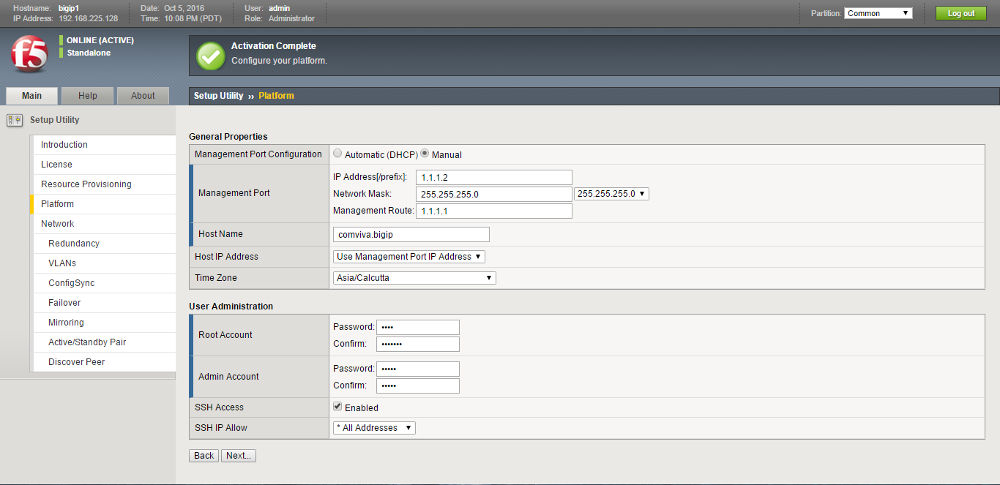 Hostname: bigip1 Date: Oct 5, 2016 User: admin
IP Address: 192.168.225.128 Time: 10:08 PM (PDT) Role: Administrator
Partition: Common Log out
f5
ONLINE (ACTIVE)
Standalone
Activation Complete
Configure your platform.
Main Help About
Setup Utility ›› Platform
Setup Utility
Introduction
License
Resource Provisioning
Platform
Network
Redundancy
VLANs
ConfigSync
Failover
Mirroring
Active/Standby Pair
Discover Peer
General Properties
Management Port Configuration Automatic (DHCP) Manual
Management Port
IP Address[/prefix]: 1.1.1.2
Network Mask: 255.255.255.0 255.255.255.0
Management Route: 1.1.1.1
Host Name comviva.bigip
Host IP Address Use Management Port IP Address
Time Zone Asia/Calcutta
User Administration
Root Account
Password: ••••
Confirm: •••••••
Admin Account
Password: •••••
Confirm: •••••
SSH Access Enabled
SSH IP Allow * All Addresses
Back Next...